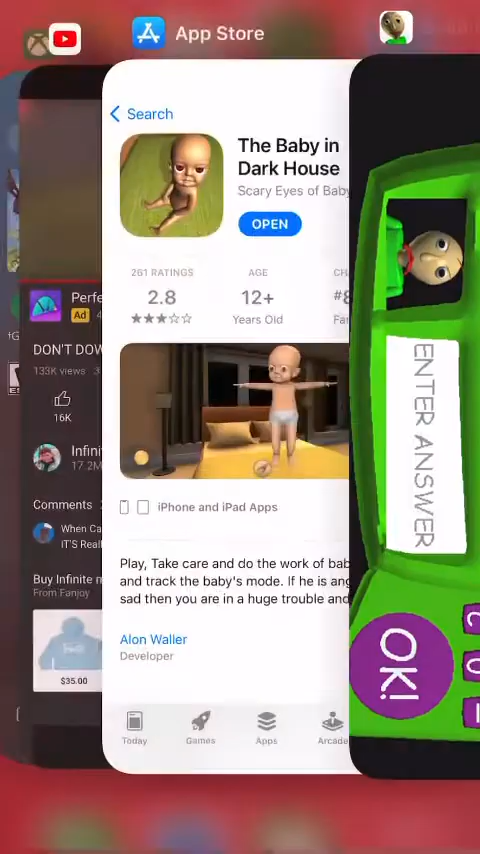 App Store
Search
The Baby in
Dark House
Scary Eyes of Baby
OPEN
261 RATINGS
2.8
AGE
12+
Years Old
iPhone and iPad Apps
Play, Take care and do the work of bab
and track the baby's mode. If he is ang
sad then you are in a huge trouble and
Alon Waller
Developer
Today
Games
Apps
Arcade
Perfe
Ad
DON'T DOW
133K views
16K
Infinit
17.2M
Comments
When Ca
IT'S Reall
Buy Infinite m
From Fanjoy
$35.00
ENTER ANSWER
OK!